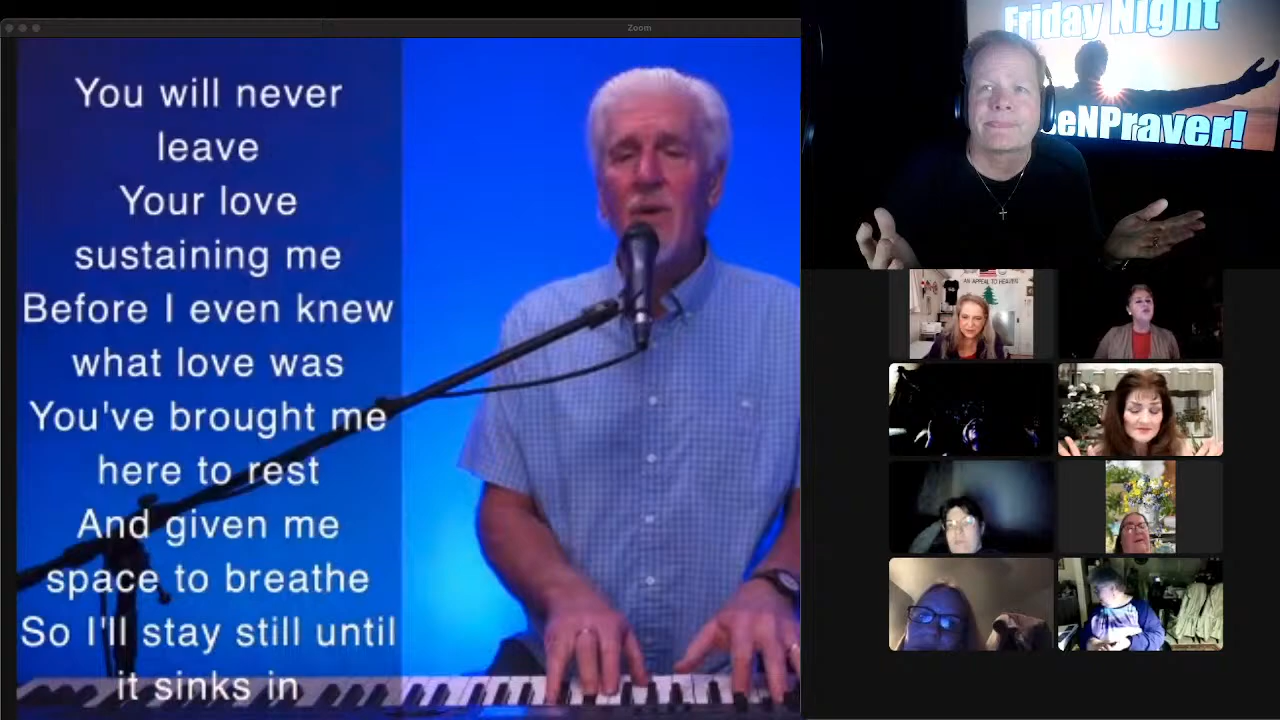 Zoom
You will never
leave
Your love
sustaining me
Before I even knew
what love was
You've brought me
here to rest
And given me
space to breathe
So I'll stay still until
it sinks in
Friday Night
eNPrayer!
AN APPEAL TO HEAVEN